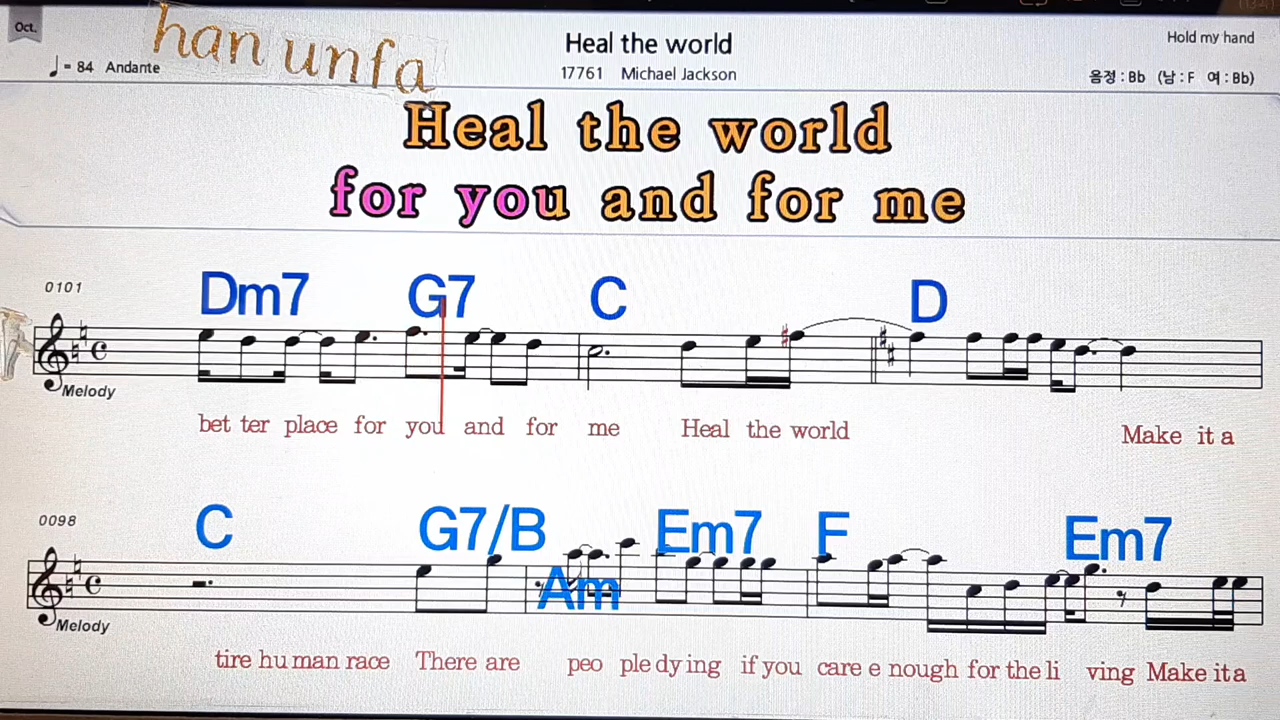 Oct.
han unfa
Heal the world
Hold my hand
= 84 Andante
17761 Michael Jackson
음정 : Bb (남 : F 여 : Bb)
Heal the world
for you and for me
0101
Dm7 G7 C D
Melody
bet ter place for you and for me Heal the world Make it a
0098
C G7/B Am Em7 F Em7
Melody
tire hu man race There are peo ple dy ing if you care e nough for the li ving Make it a